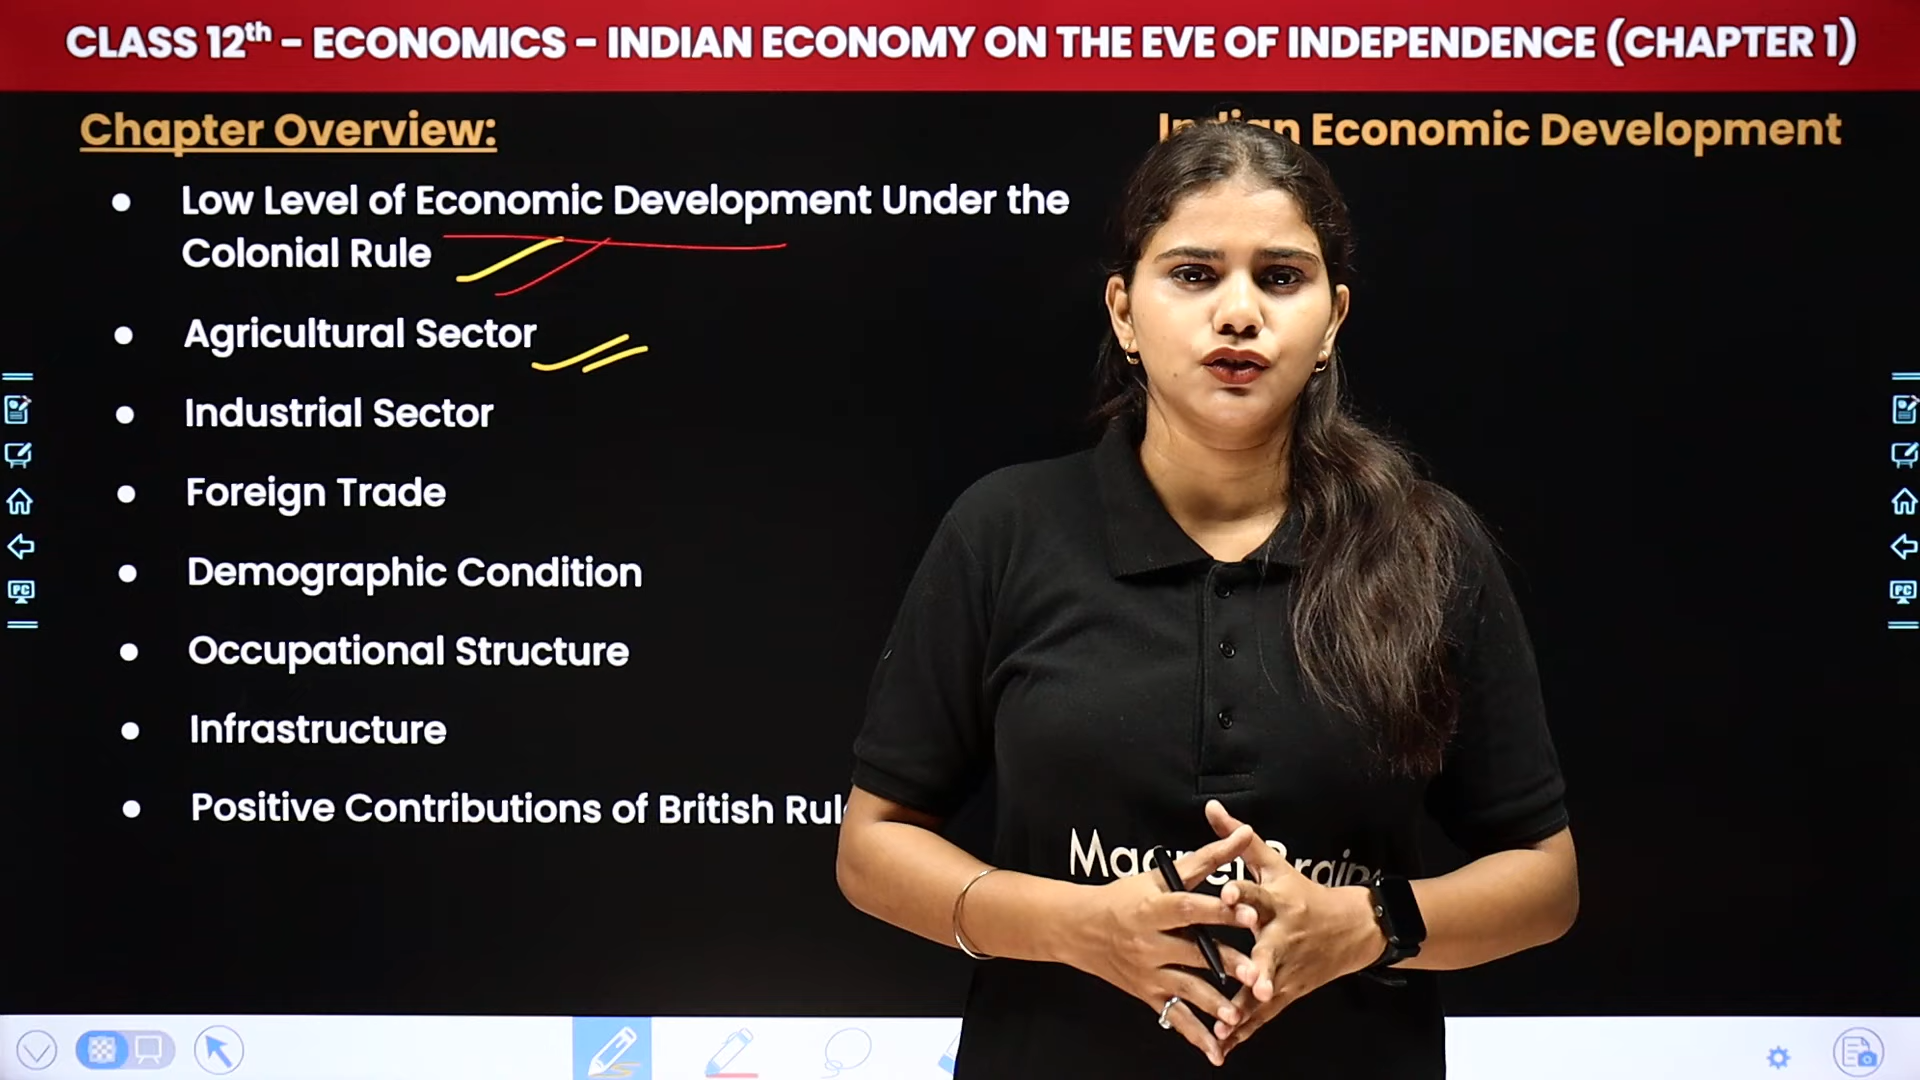 CLASS 12th - ECONOMICS - INDIAN ECONOMY ON THE EVE OF INDEPENDENCE (CHAPTER 1)
Chapter Overview:
Economic Development
• Low Level of Economic Development Under the
Colonial Rule
• Agricultural Sector
• Industrial Sector
• Foreign Trade
• Demographic Condition
• Occupational Structure
• Infrastructure
• Positive Contributions of British
PC
PC